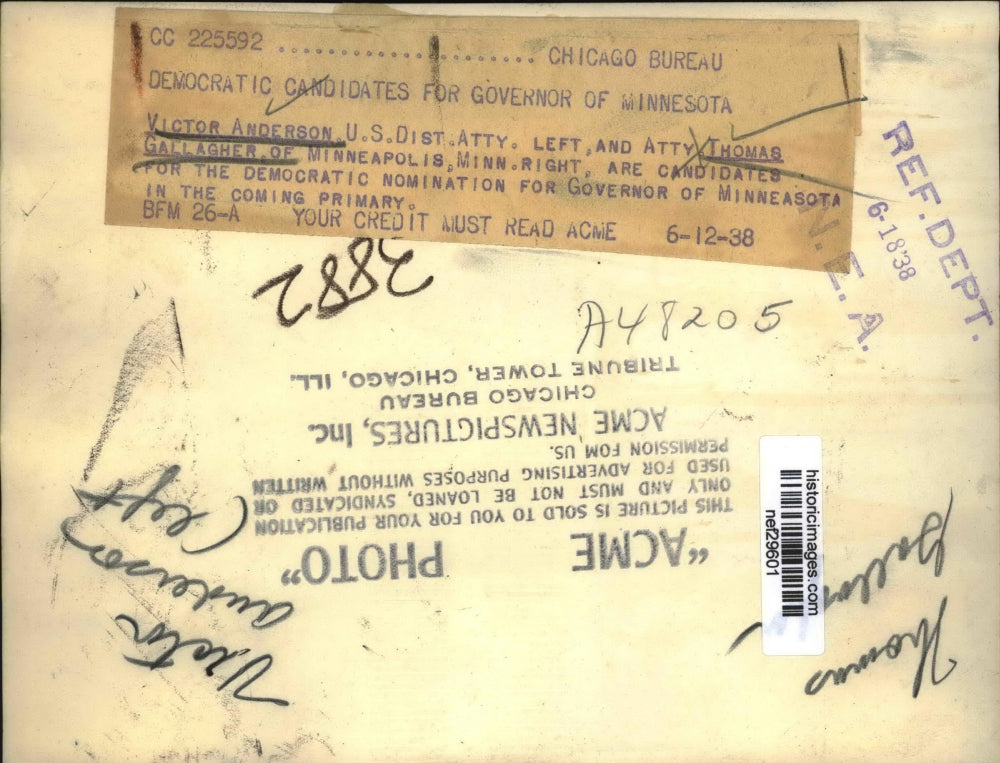 CC 225592 .......................... CHICAGO BUREAU
DEMOCRATIC CANDIDATES FOR GOVERNOR OF MINNESOTA
VICTOR ANDERSON U.S.DIST.ATTY. LEFT,AND ATTY THOMAS
GALLAGHER,OF MINNEAPOLIS,MINN.RIGHT, ARE CANDIDATES
FOR THE DEMOCRATIC NOMINATION FOR GOVERNOR OF MINNEASOTA
IN THE COMING PRIMARY.
BFM 26-A YOUR CREDIT MUST READ ACME 6-12-38
REF. DEPT.
6-18'38
N. E. A.
3882
A48205
"ACME PHOTO"
THIS PICTURE IS SOLD TO YOU FOR YOUR PUBLICATION
ONLY AND MUST NOT BE LOANED, SYNDICATED OR
USED FOR ADVERTISING PURPOSES WITHOUT WRITTEN
PERMISSION FOM US.
ACME NEWSPICTURES, Inc.
CHICAGO BUREAU
TRIBUNE TOWER, CHICAGO, ILL.
Victor
Anderson
(left
historicimages.com
nef29601
Thomas